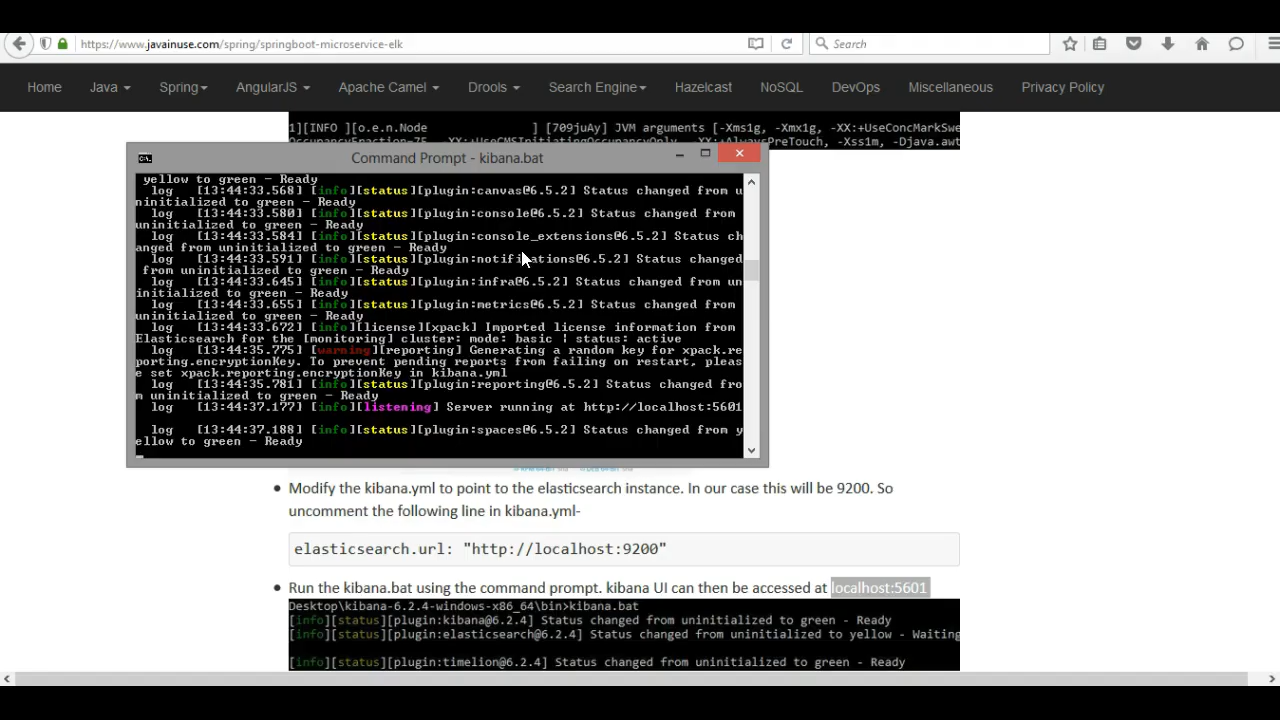 https://www.javainuse.com/spring/springboot-microservice-elk
Search
Home Java Spring AngularJS Apache Camel Drools Search Engine Hazelcast NoSQL DevOps Miscellaneous Privacy Policy
1][INFO ][o.e.n.Node ] [709juAy] JVM arguments [-Xms1g, -Xmx1g, -XX:+UseConcMarkSwe
OccupancyFraction=75, -XX:+UseCMSInitiatingOccupancyOnly, -XX:+AlwaysPreTouch, -Xss1m, -Djava.awt
Command Prompt - kibana.bat
yellow to green - Ready
log [13:44:33.568] [info][status][plugin:canvas@6.5.2] Status changed from u
ninitialized to green - Ready
log [13:44:33.580] [info][status][plugin:console@6.5.2] Status changed from
uninitialized to green - Ready
log [13:44:33.584] [info][status][plugin:console_extensions@6.5.2] Status ch
anged from uninitialized to green - Ready
log [13:44:33.591] [info][status][plugin:notifications@6.5.2] Status changed
from uninitialized to green - Ready
log [13:44:33.645] [info][status][plugin:infra@6.5.2] Status changed from un
initialized to green - Ready
log [13:44:33.655] [info][status][plugin:metrics@6.5.2] Status changed from
uninitialized to green - Ready
log [13:44:33.672] [info][license][xpack] Imported license information from
Elasticsearch for the [monitoring] cluster: mode: basic | status: active
log [13:44:35.775] [warning][reporting] Generating a random key for xpack.re
porting.encryptionKey. To prevent pending reports from failing on restart, pleas
e set xpack.reporting.encryptionKey in kibana.yml
log [13:44:35.781] [info][status][plugin:reporting@6.5.2] Status changed fro
m uninitialized to green - Ready
log [13:44:37.177] [info][listening] Server running at http://localhost:5601
log [13:44:37.188] [info][status][plugin:spaces@6.5.2] Status changed from y
ellow to green - Ready
Modify the kibana.yml to point to the elasticsearch instance. In our case this will be 9200. So
uncomment the following line in kibana.yml-
elasticsearch.url: "http://localhost:9200"
Run the kibana.bat using the command prompt. kibana UI can then be accessed at localhost:5601
Desktop\kibana-6.2.4-windows-x86_64\bin>kibana.bat
[info][status][plugin:kibana@6.2.4] Status changed from uninitialized to green - Ready
[info][status][plugin:elasticsearch@6.2.4] Status changed from uninitialized to yellow - Waiting
[info][status][plugin:timelion@6.2.4] Status changed from uninitialized to green - Ready